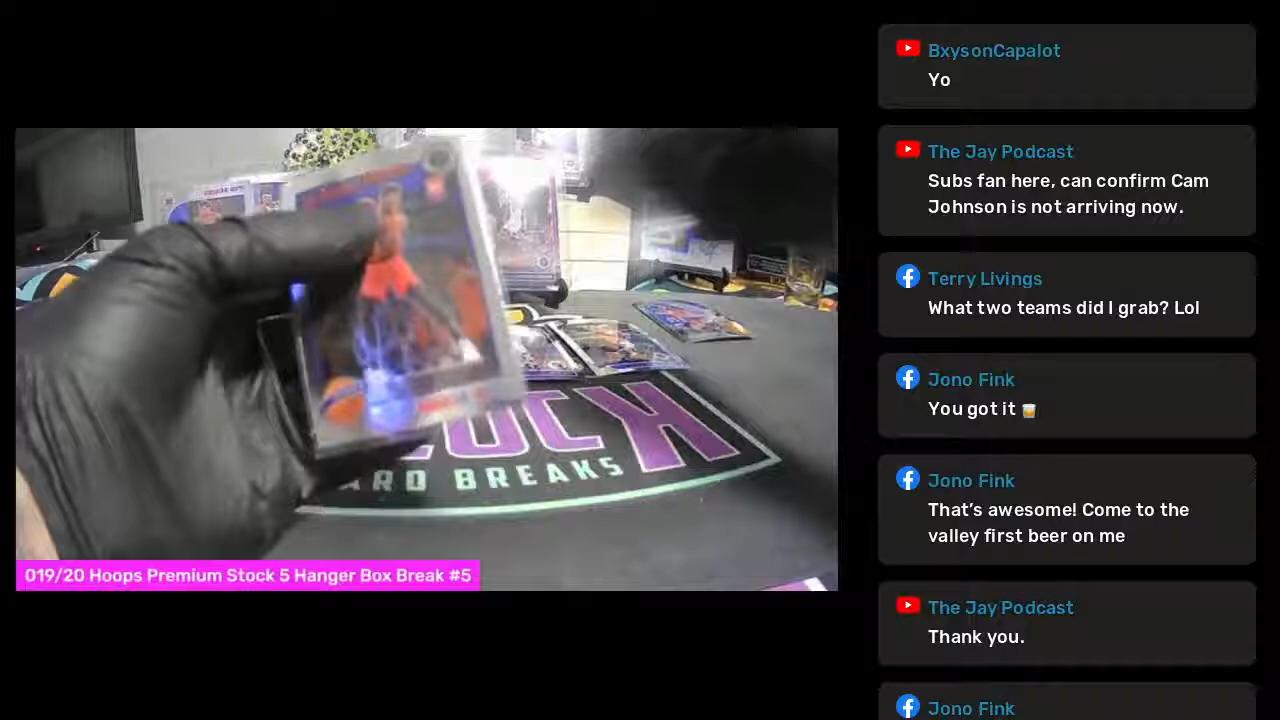 BxysonCapalot
Yo
The Jay Podcast
Subs fan here, can confirm Cam
Johnson is not arriving now.
Terry Livings
What two teams did I grab? Lol
Jono Fink
You got it 🥃
Jono Fink
That's awesome! Come to the
valley first beer on me
The Jay Podcast
Thank you.
Jono Fink
ARD BREAKS
019/20 Hoops Premium Stock 5 Hanger Box Break #5